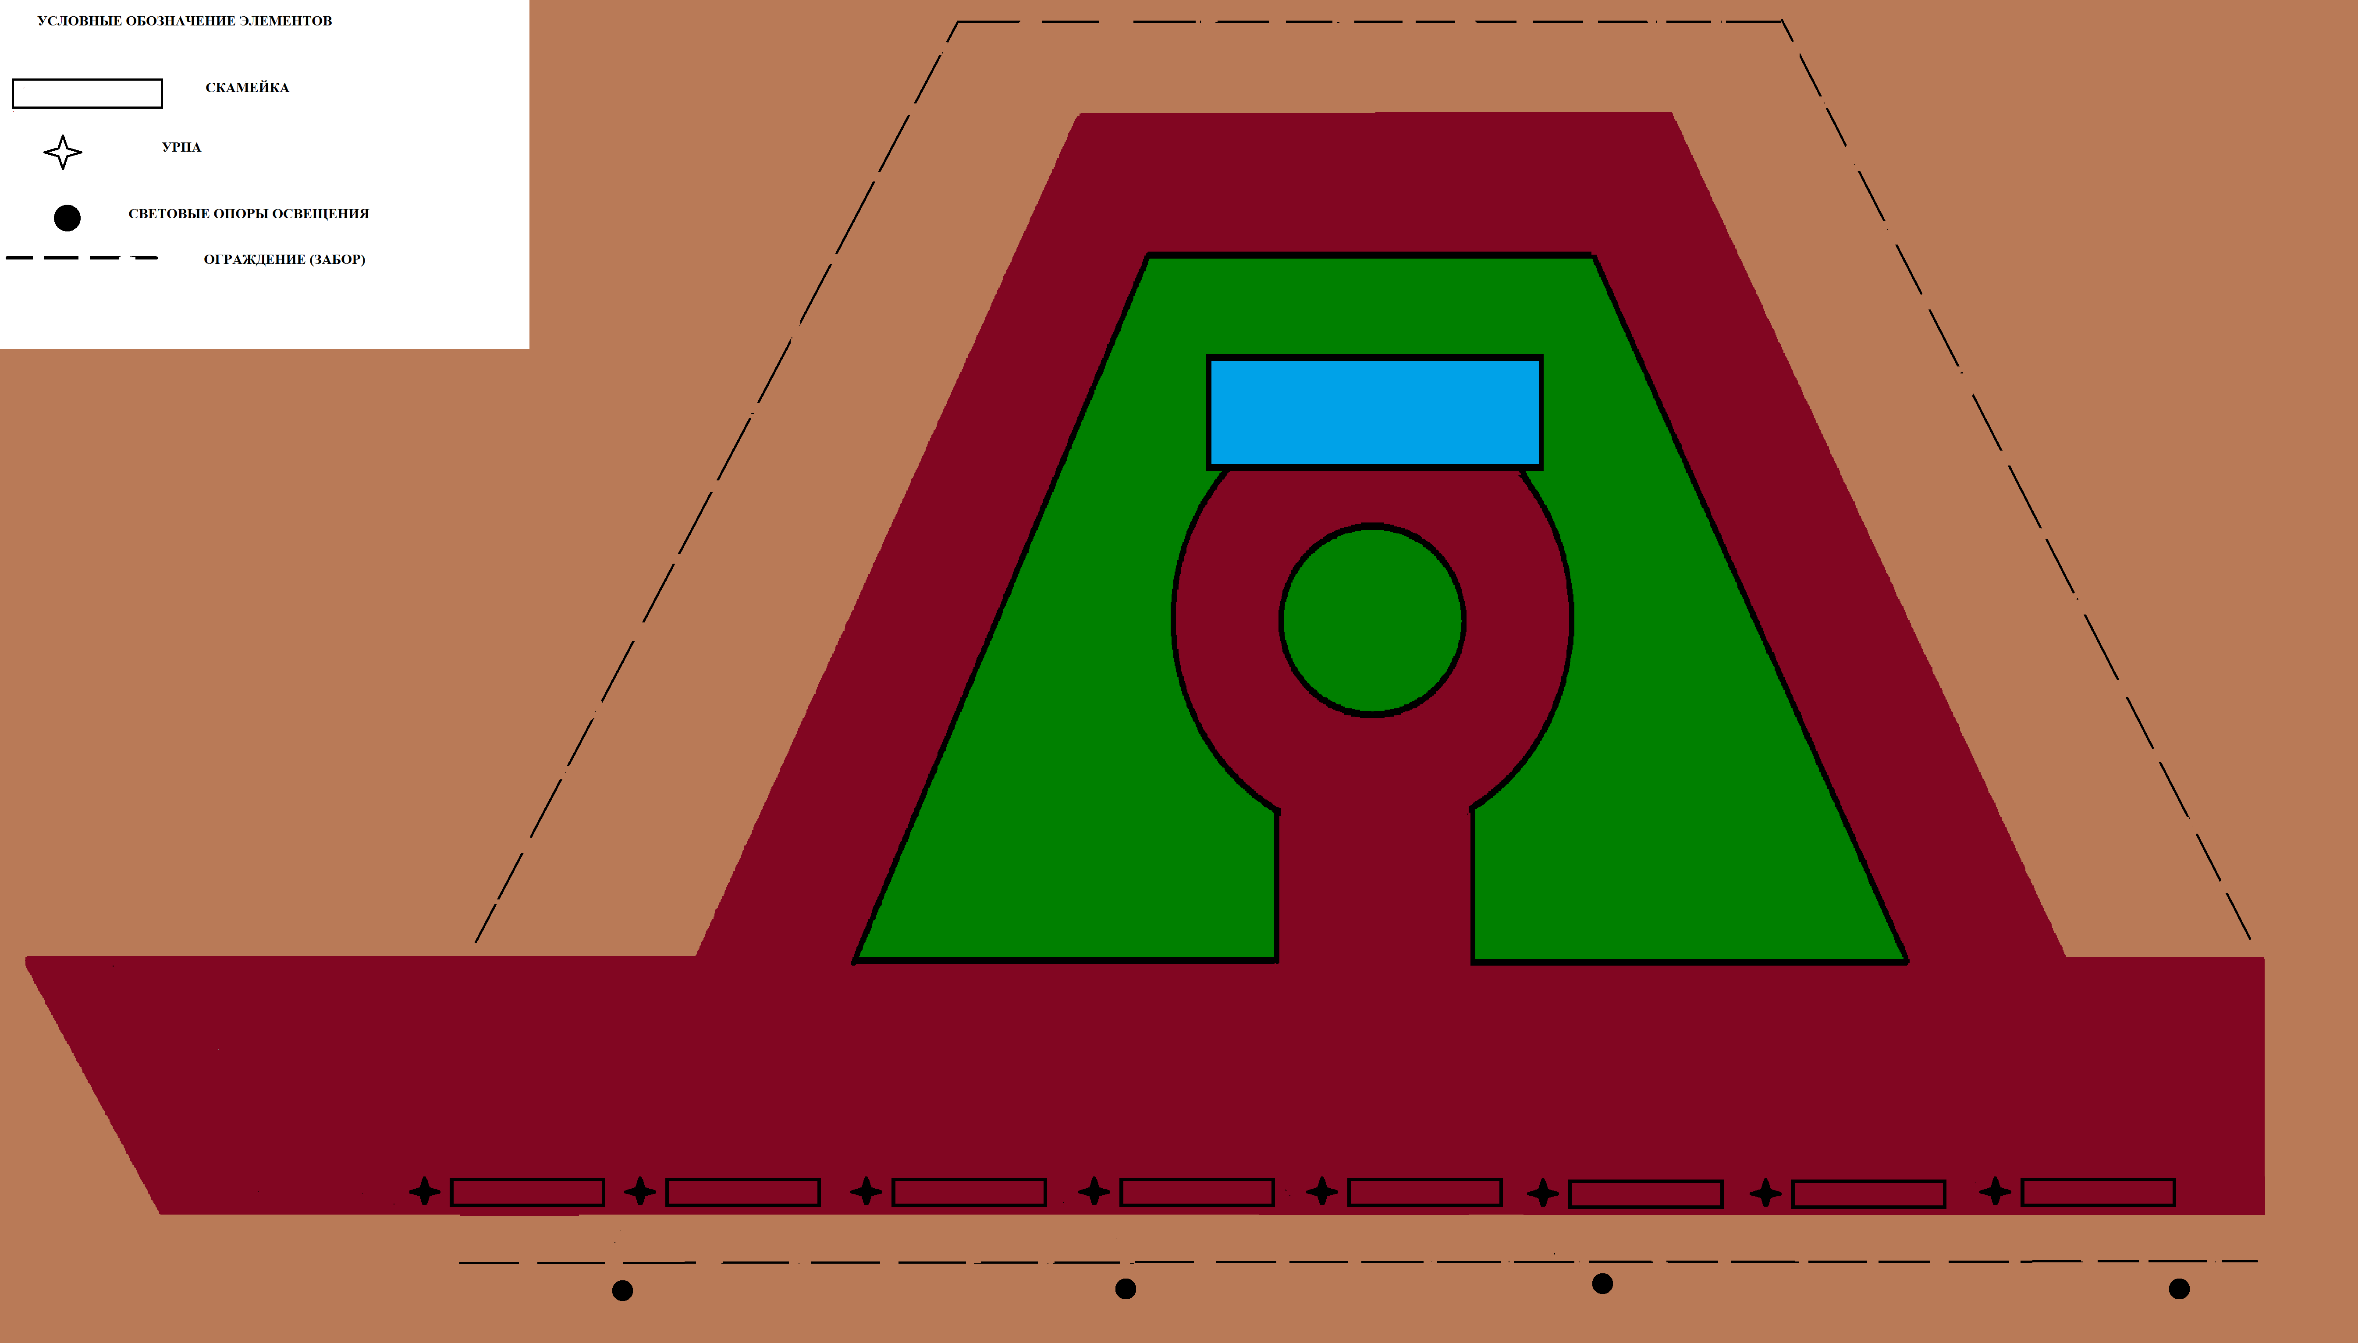 УСЛОВНЫЕ ОБОЗНАЧЕНИЕ ЭЛЕМЕНТОВ
СКАМЕЙКА
УРНА
СВЕТОВЫЕ ОПОРЫ ОСВЕЩЕНИЯ
ОГРАЖДЕНИЕ (ЗАБОР)